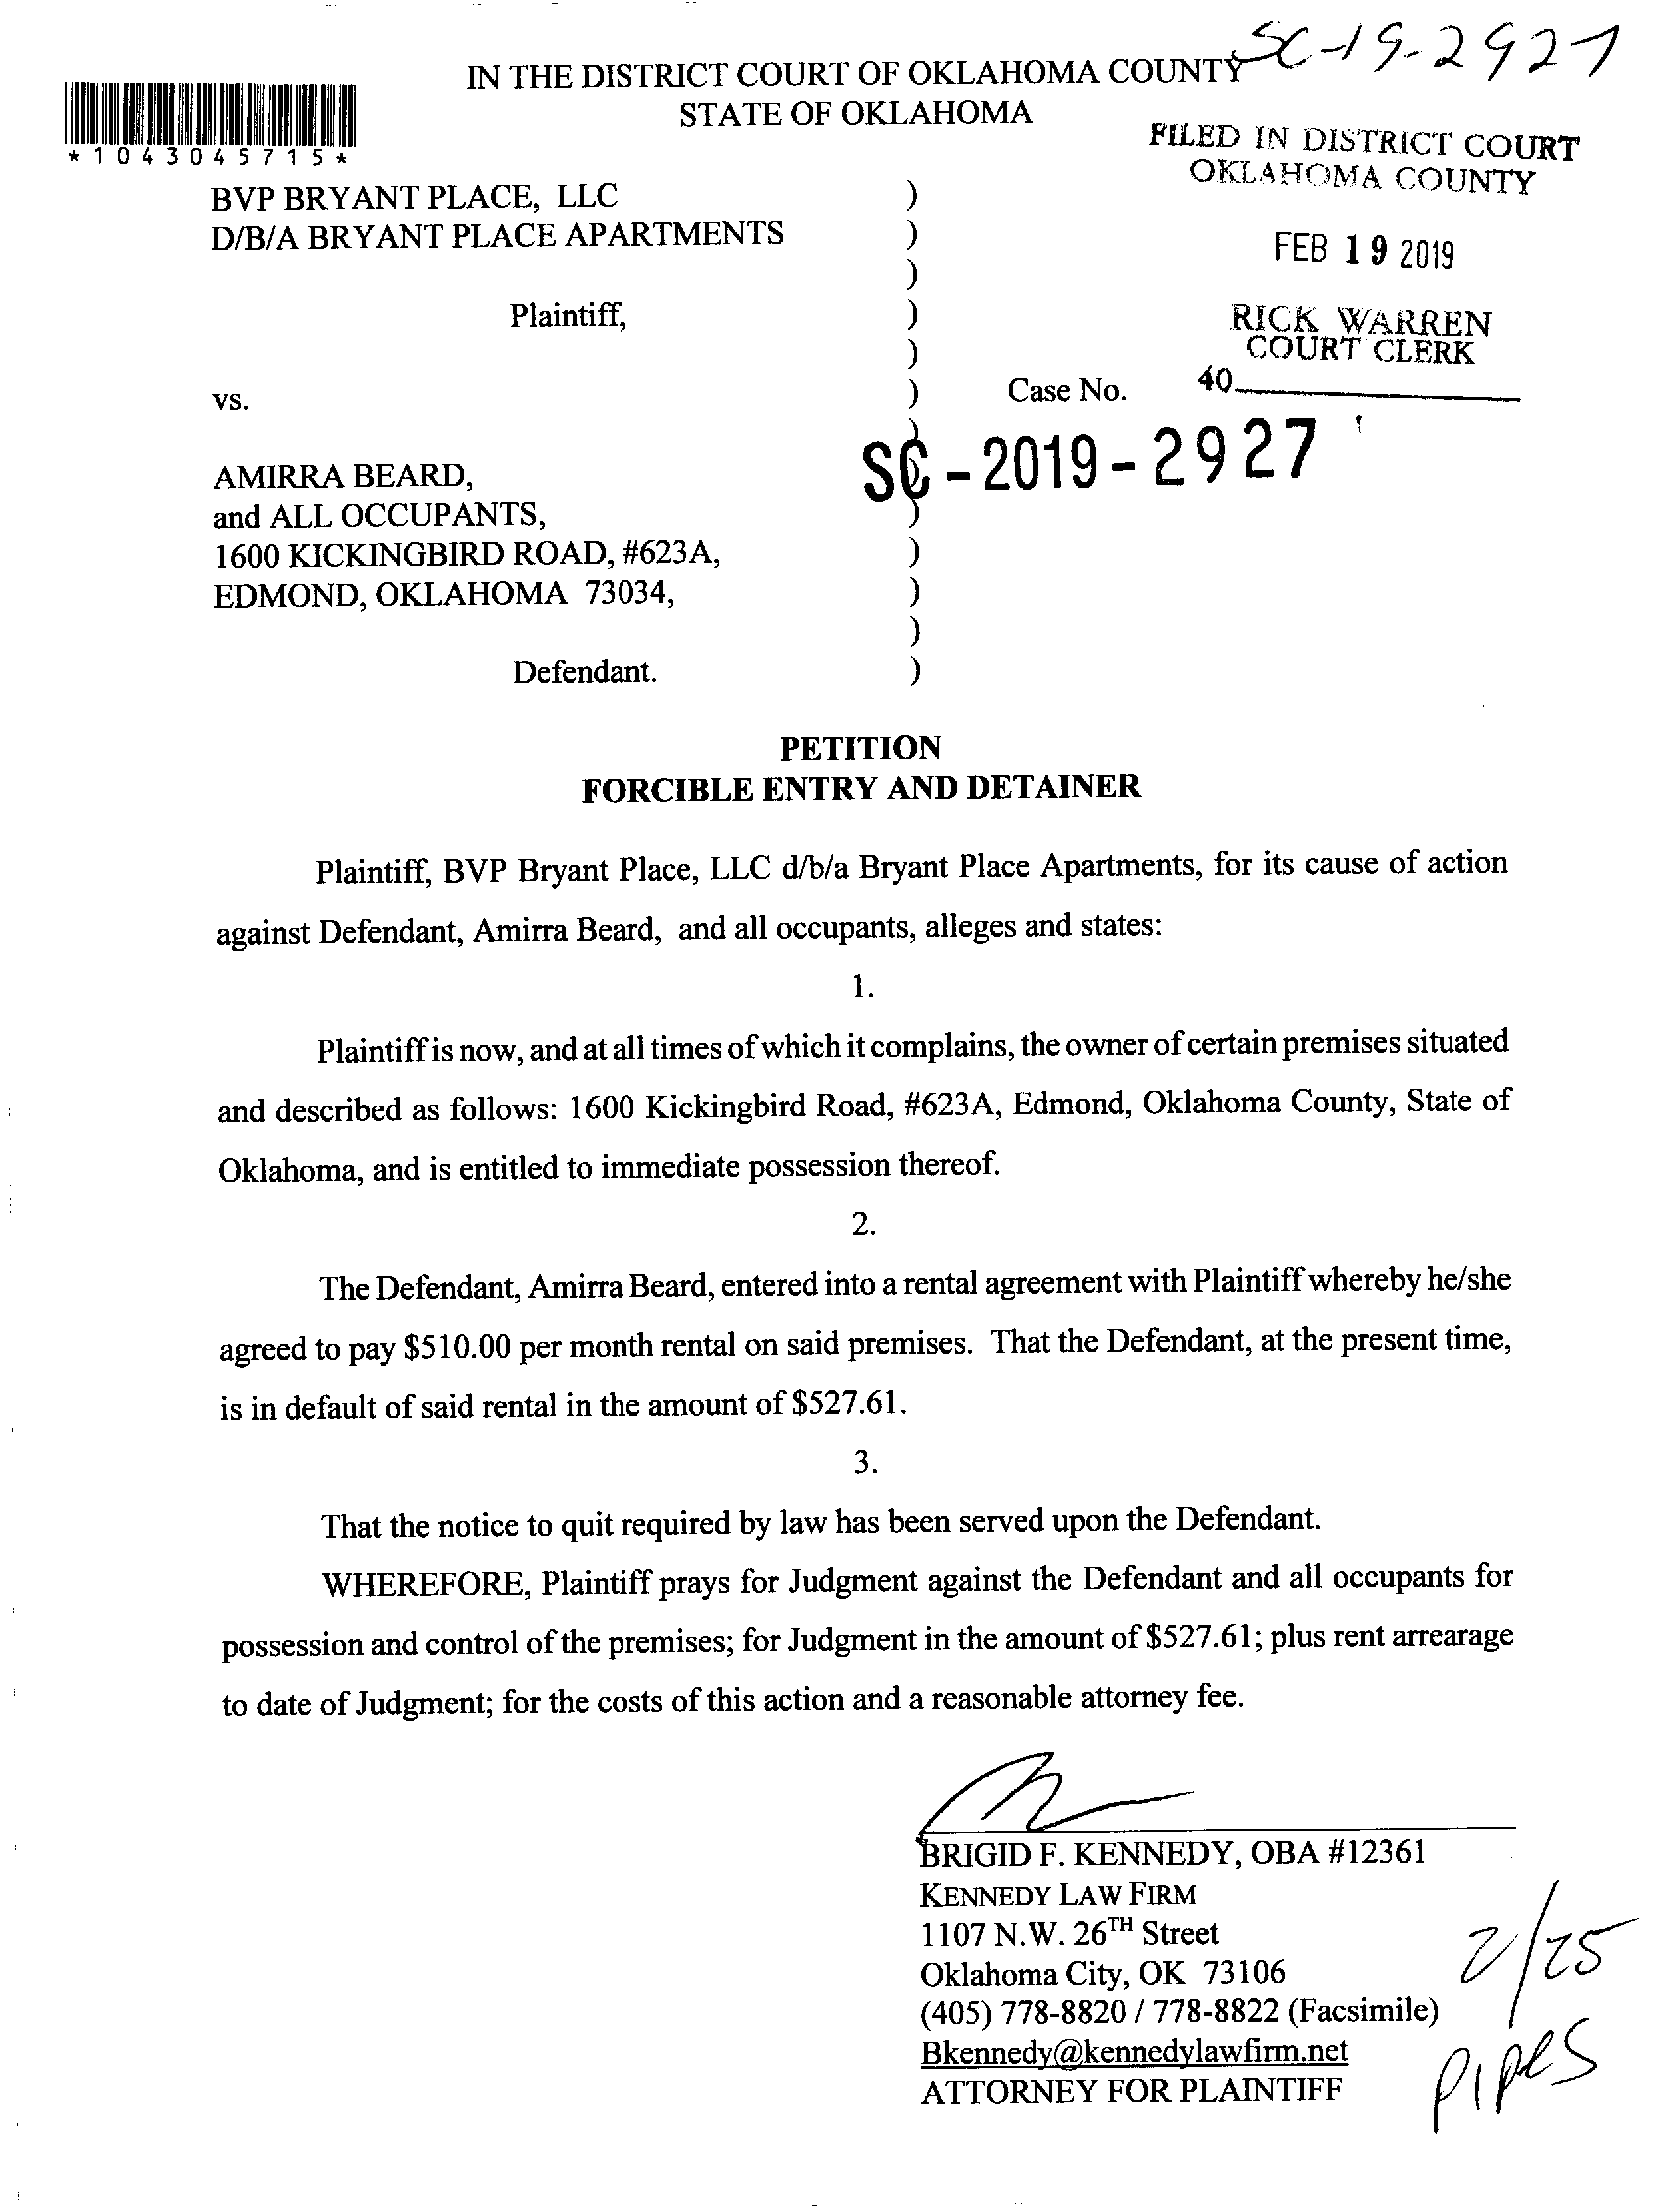 SC-19-2927
IN THE DISTRICT COURT OF OKLAHOMA COUNTY
STATE OF OKLAHOMA
*1043045715*
FILED IN DISTRICT COURT
OKLAHOMA COUNTY
FEB 19 2019
RICK WARREN
COURT CLERK
40
BVP BRYANT PLACE, LLC )
D/B/A BRYANT PLACE APARTMENTS )
)
Plaintiff, )
)
vs. ) Case No.
)
SC-2019-2927
AMIRRA BEARD, )
and ALL OCCUPANTS, )
1600 KICKINGBIRD ROAD, #623A, )
EDMOND, OKLAHOMA 73034, )
)
Defendant. )
PETITION
FORCIBLE ENTRY AND DETAINER
Plaintiff, BVP Bryant Place, LLC d/b/a Bryant Place Apartments, for its cause of action
against Defendant, Amirra Beard, and all occupants, alleges and states:
1.
Plaintiff is now, and at all times of which it complains, the owner of certain premises situated
and described as follows: 1600 Kickingbird Road, #623A, Edmond, Oklahoma County, State of
Oklahoma, and is entitled to immediate possession thereof.
2.
The Defendant, Amirra Beard, entered into a rental agreement with Plaintiff whereby he/she
agreed to pay $510.00 per month rental on said premises. That the Defendant, at the present time,
is in default of said rental in the amount of $527.61.
3.
That the notice to quit required by law has been served upon the Defendant.
WHEREFORE, Plaintiff prays for Judgment against the Defendant and all occupants for
possession and control of the premises; for Judgment in the amount of $527.61; plus rent arrearage
to date of Judgment; for the costs of this action and a reasonable attorney fee.
BRIGID F. KENNEDY, OBA #12361
KENNEDY LAW FIRM
1107 N.W. 26TH Street
Oklahoma City, OK 73106
(405) 778-8820 / 778-8822 (Facsimile)
Bkennedy@kennedylawfirm.net
ATTORNEY FOR PLAINTIFF
2/25
Pipes